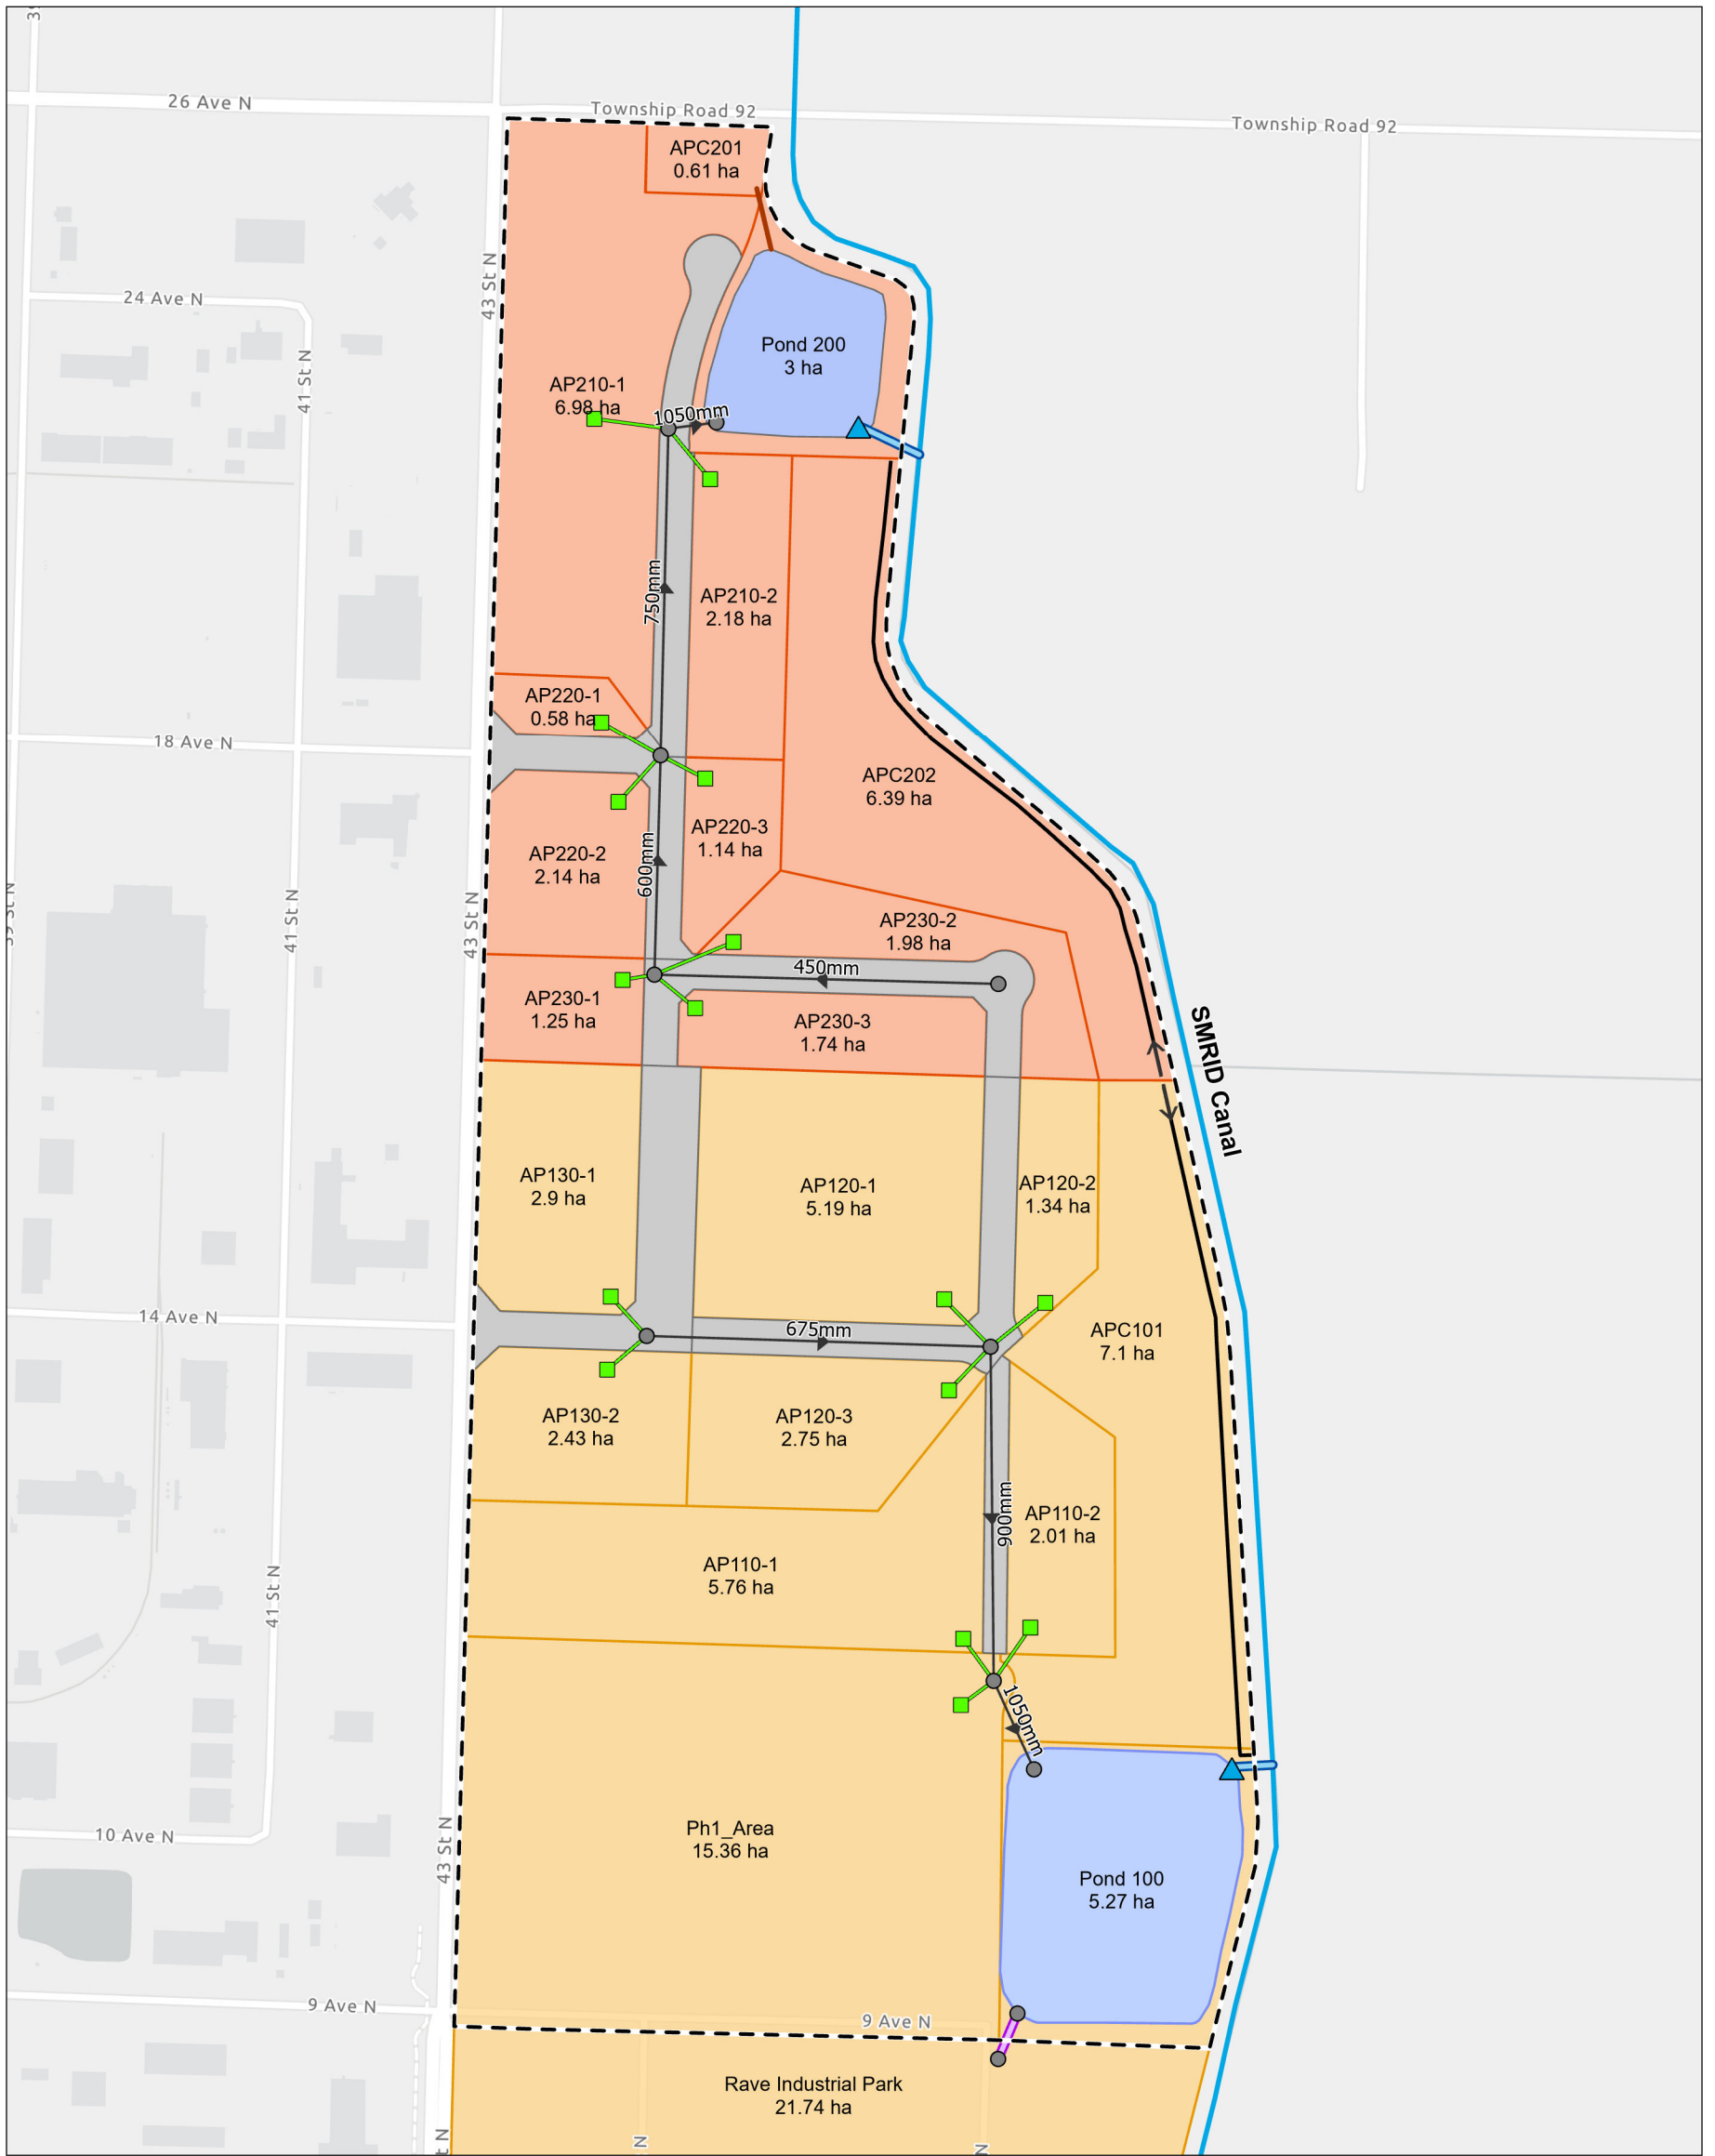 39
26 Ave N
Township Road 92
Township Road 92
APC201
0.61 ha
43 St N
24 Ave N
41 St N
Pond 200
3 ha
AP210-1
6.98 ha
1050mm
750mm
AP210-2
2.18 ha
AP220-1
0.58 ha
18 Ave N
APC202
6.39 ha
AP220-3
1.14 ha
600mm
AP220-2
2.14 ha
39 St N
41 St N
43 St N
AP230-2
1.98 ha
450mm
AP230-1
1.25 ha
AP230-3
1.74 ha
SMRID Canal
AP130-1
2.9 ha
AP120-1
5.19 ha
AP120-2
1.34 ha
14 Ave N
675mm
APC101
7.1 ha
AP130-2
2.43 ha
AP120-3
2.75 ha
900mm
AP110-2
2.01 ha
AP110-1
5.76 ha
41 St N
1050mm
10 Ave N
43 St N
Ph1_Area
15.36 ha
Pond 100
5.27 ha
9 Ave N
9 Ave N
Rave Industrial Park
21.74 ha
t N
N
N